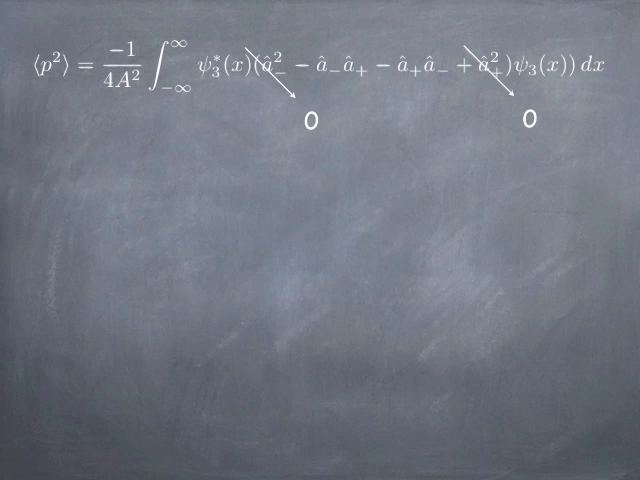 ⟨p²⟩ = −1/4A² ∫_{−∞}^{∞} ψ₃*(x)(â₋² − â₋â₊ − â₊â₋ + â₊²)ψ₃(x)) dx
0 0